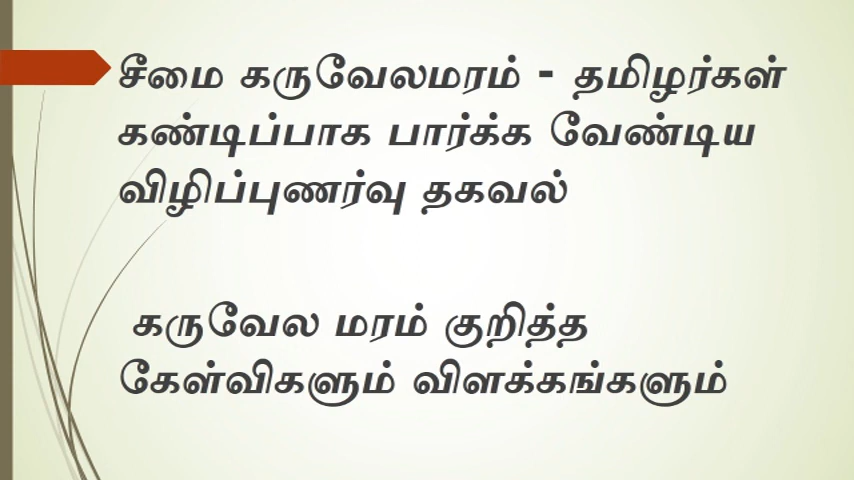 சீமை கருவேலமரம் - தமிழர்கள்
கண்டிப்பாக பார்க்க வேண்டிய
விழிப்புணர்வு தகவல்
கருவேல மரம் குறித்த
கேள்விகளும் விளக்கங்களும்